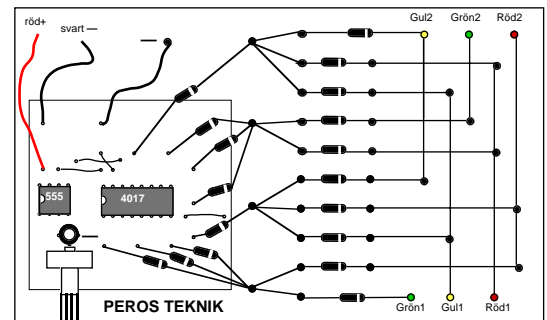 röd+
svart —
Gul2 Grön2 Röd2
555
4017
PEROS TEKNIK
Grön1 Gul1 Röd1